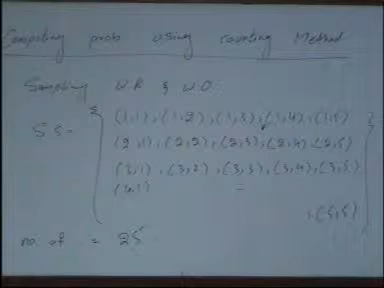 Computing prob using counting Method
Sampling W.R & W.O
SS = { (1,1), (1,2), (1,3), (1,4), (1,5)
(2,1), (2,2), (2,3), (2,4), (2,5)
(3,1), (3,2), (3,3), (3,4), (3,5)
(4,1) =
, (5,5) }
no. of = 25